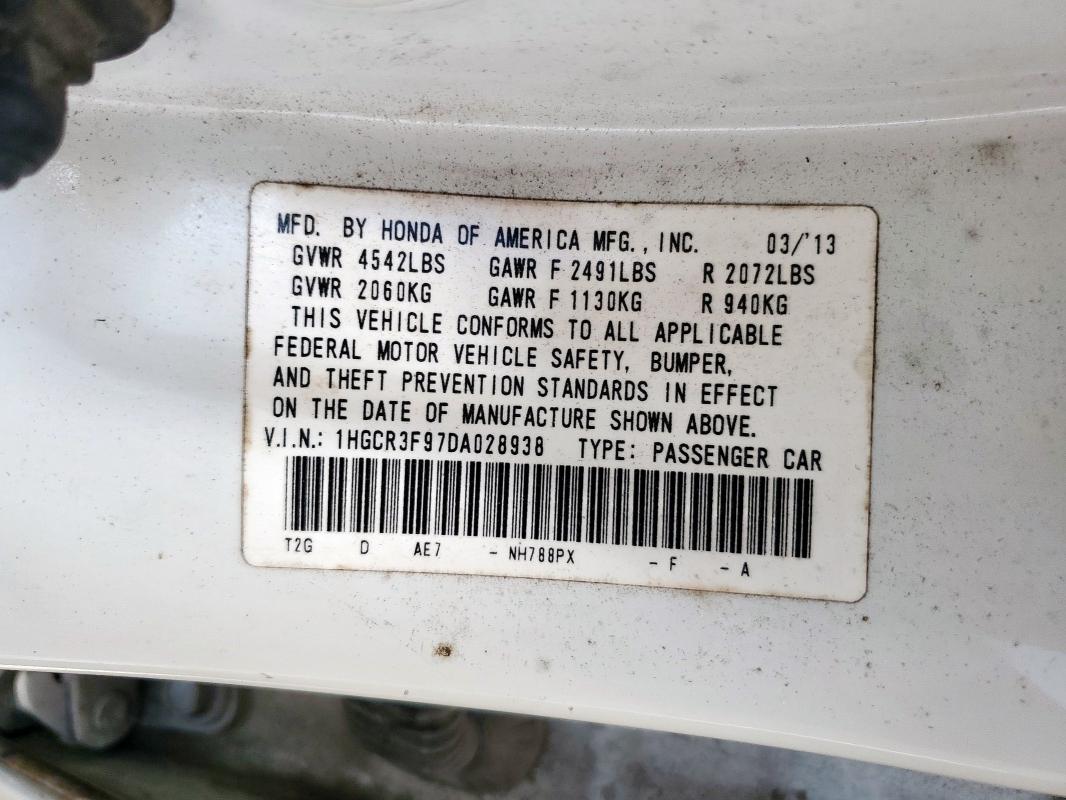 MFD. BY HONDA OF AMERICA MFG., INC. 03/'13
GVWR 4542LBS GAWR F 2491LBS R 2072LBS
GVWR 2060KG GAWR F 1130KG R 940KG
THIS VEHICLE CONFORMS TO ALL APPLICABLE
FEDERAL MOTOR VEHICLE SAFETY, BUMPER,
AND THEFT PREVENTION STANDARDS IN EFFECT
ON THE DATE OF MANUFACTURE SHOWN ABOVE.
V.I.N.: 1HGCR3F97DA028938 TYPE: PASSENGER CAR
T2G D AE7 - NH788PX - F - A